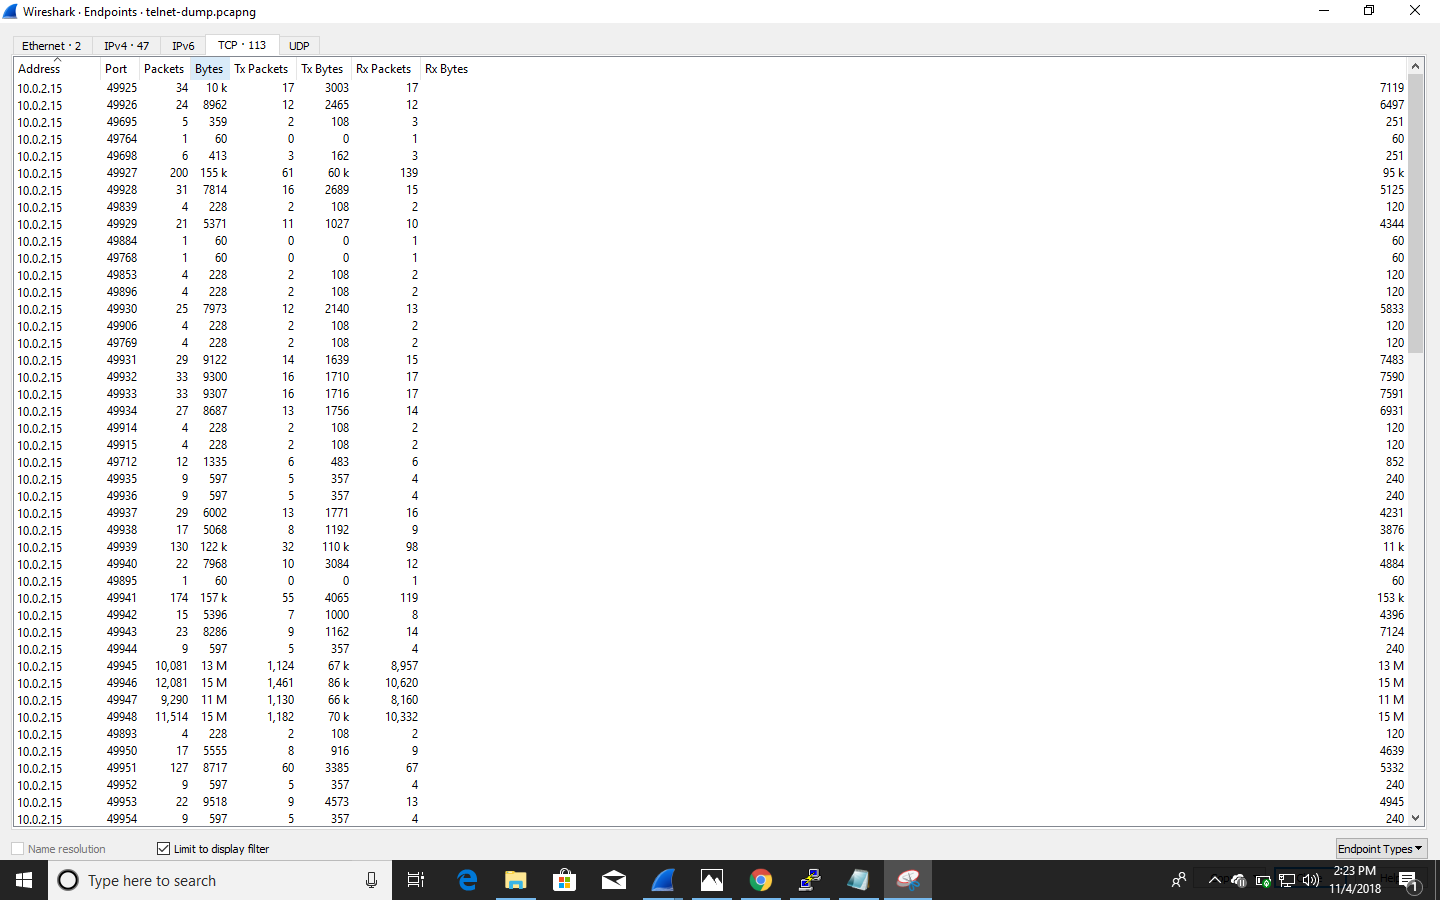 Wireshark · Endpoints · telnet-dump.pcapng
Ethernet · 2 IPv4 · 47 IPv6 TCP · 113 UDP
Address Port Packets Bytes Tx Packets Tx Bytes Rx Packets Rx Bytes
10.0.2.15 49925 34 10 k 17 3003 17 7119
10.0.2.15 49926 24 8962 12 2465 12 6497
10.0.2.15 49695 5 359 2 108 3 251
10.0.2.15 49764 1 60 0 0 1 60
10.0.2.15 49698 6 413 3 162 3 251
10.0.2.15 49927 200 155 k 61 60 k 139 95 k
10.0.2.15 49928 31 7814 16 2689 15 5125
10.0.2.15 49839 4 228 2 108 2 120
10.0.2.15 49929 21 5371 11 1027 10 4344
10.0.2.15 49884 1 60 0 0 1 60
10.0.2.15 49768 1 60 0 0 1 60
10.0.2.15 49853 4 228 2 108 2 120
10.0.2.15 49896 4 228 2 108 2 120
10.0.2.15 49930 25 7973 12 2140 13 5833
10.0.2.15 49906 4 228 2 108 2 120
10.0.2.15 49769 4 228 2 108 2 120
10.0.2.15 49931 29 9122 14 1639 15 7483
10.0.2.15 49932 33 9300 16 1710 17 7590
10.0.2.15 49933 33 9307 16 1716 17 7591
10.0.2.15 49934 27 8687 13 1756 14 6931
10.0.2.15 49914 4 228 2 108 2 120
10.0.2.15 49915 4 228 2 108 2 120
10.0.2.15 49712 12 1335 6 483 6 852
10.0.2.15 49935 9 597 5 357 4 240
10.0.2.15 49936 9 597 5 357 4 240
10.0.2.15 49937 29 6002 13 1771 16 4231
10.0.2.15 49938 17 5068 8 1192 9 3876
10.0.2.15 49939 130 122 k 32 110 k 98 11 k
10.0.2.15 49940 22 7968 10 3084 12 4884
10.0.2.15 49895 1 60 0 0 1 60
10.0.2.15 49941 174 157 k 55 4065 119 153 k
10.0.2.15 49942 15 5396 7 1000 8 4396
10.0.2.15 49943 23 8286 9 1162 14 7124
10.0.2.15 49944 9 597 5 357 4 240
10.0.2.15 49945 10,081 13 M 1,124 67 k 8,957 13 M
10.0.2.15 49946 12,081 15 M 1,461 86 k 10,620 15 M
10.0.2.15 49947 9,290 11 M 1,130 66 k 8,160 11 M
10.0.2.15 49948 11,514 15 M 1,182 70 k 10,332 15 M
10.0.2.15 49893 4 228 2 108 2 120
10.0.2.15 49950 17 5555 8 916 9 4639
10.0.2.15 49951 127 8717 60 3385 67 5332
10.0.2.15 49952 9 597 5 357 4 240
10.0.2.15 49953 22 9518 9 4573 13 4945
10.0.2.15 49954 9 597 5 357 4 240
Name resolution Limit to display filter Endpoint Types
Type here to search
2:23 PM
11/4/2018
1